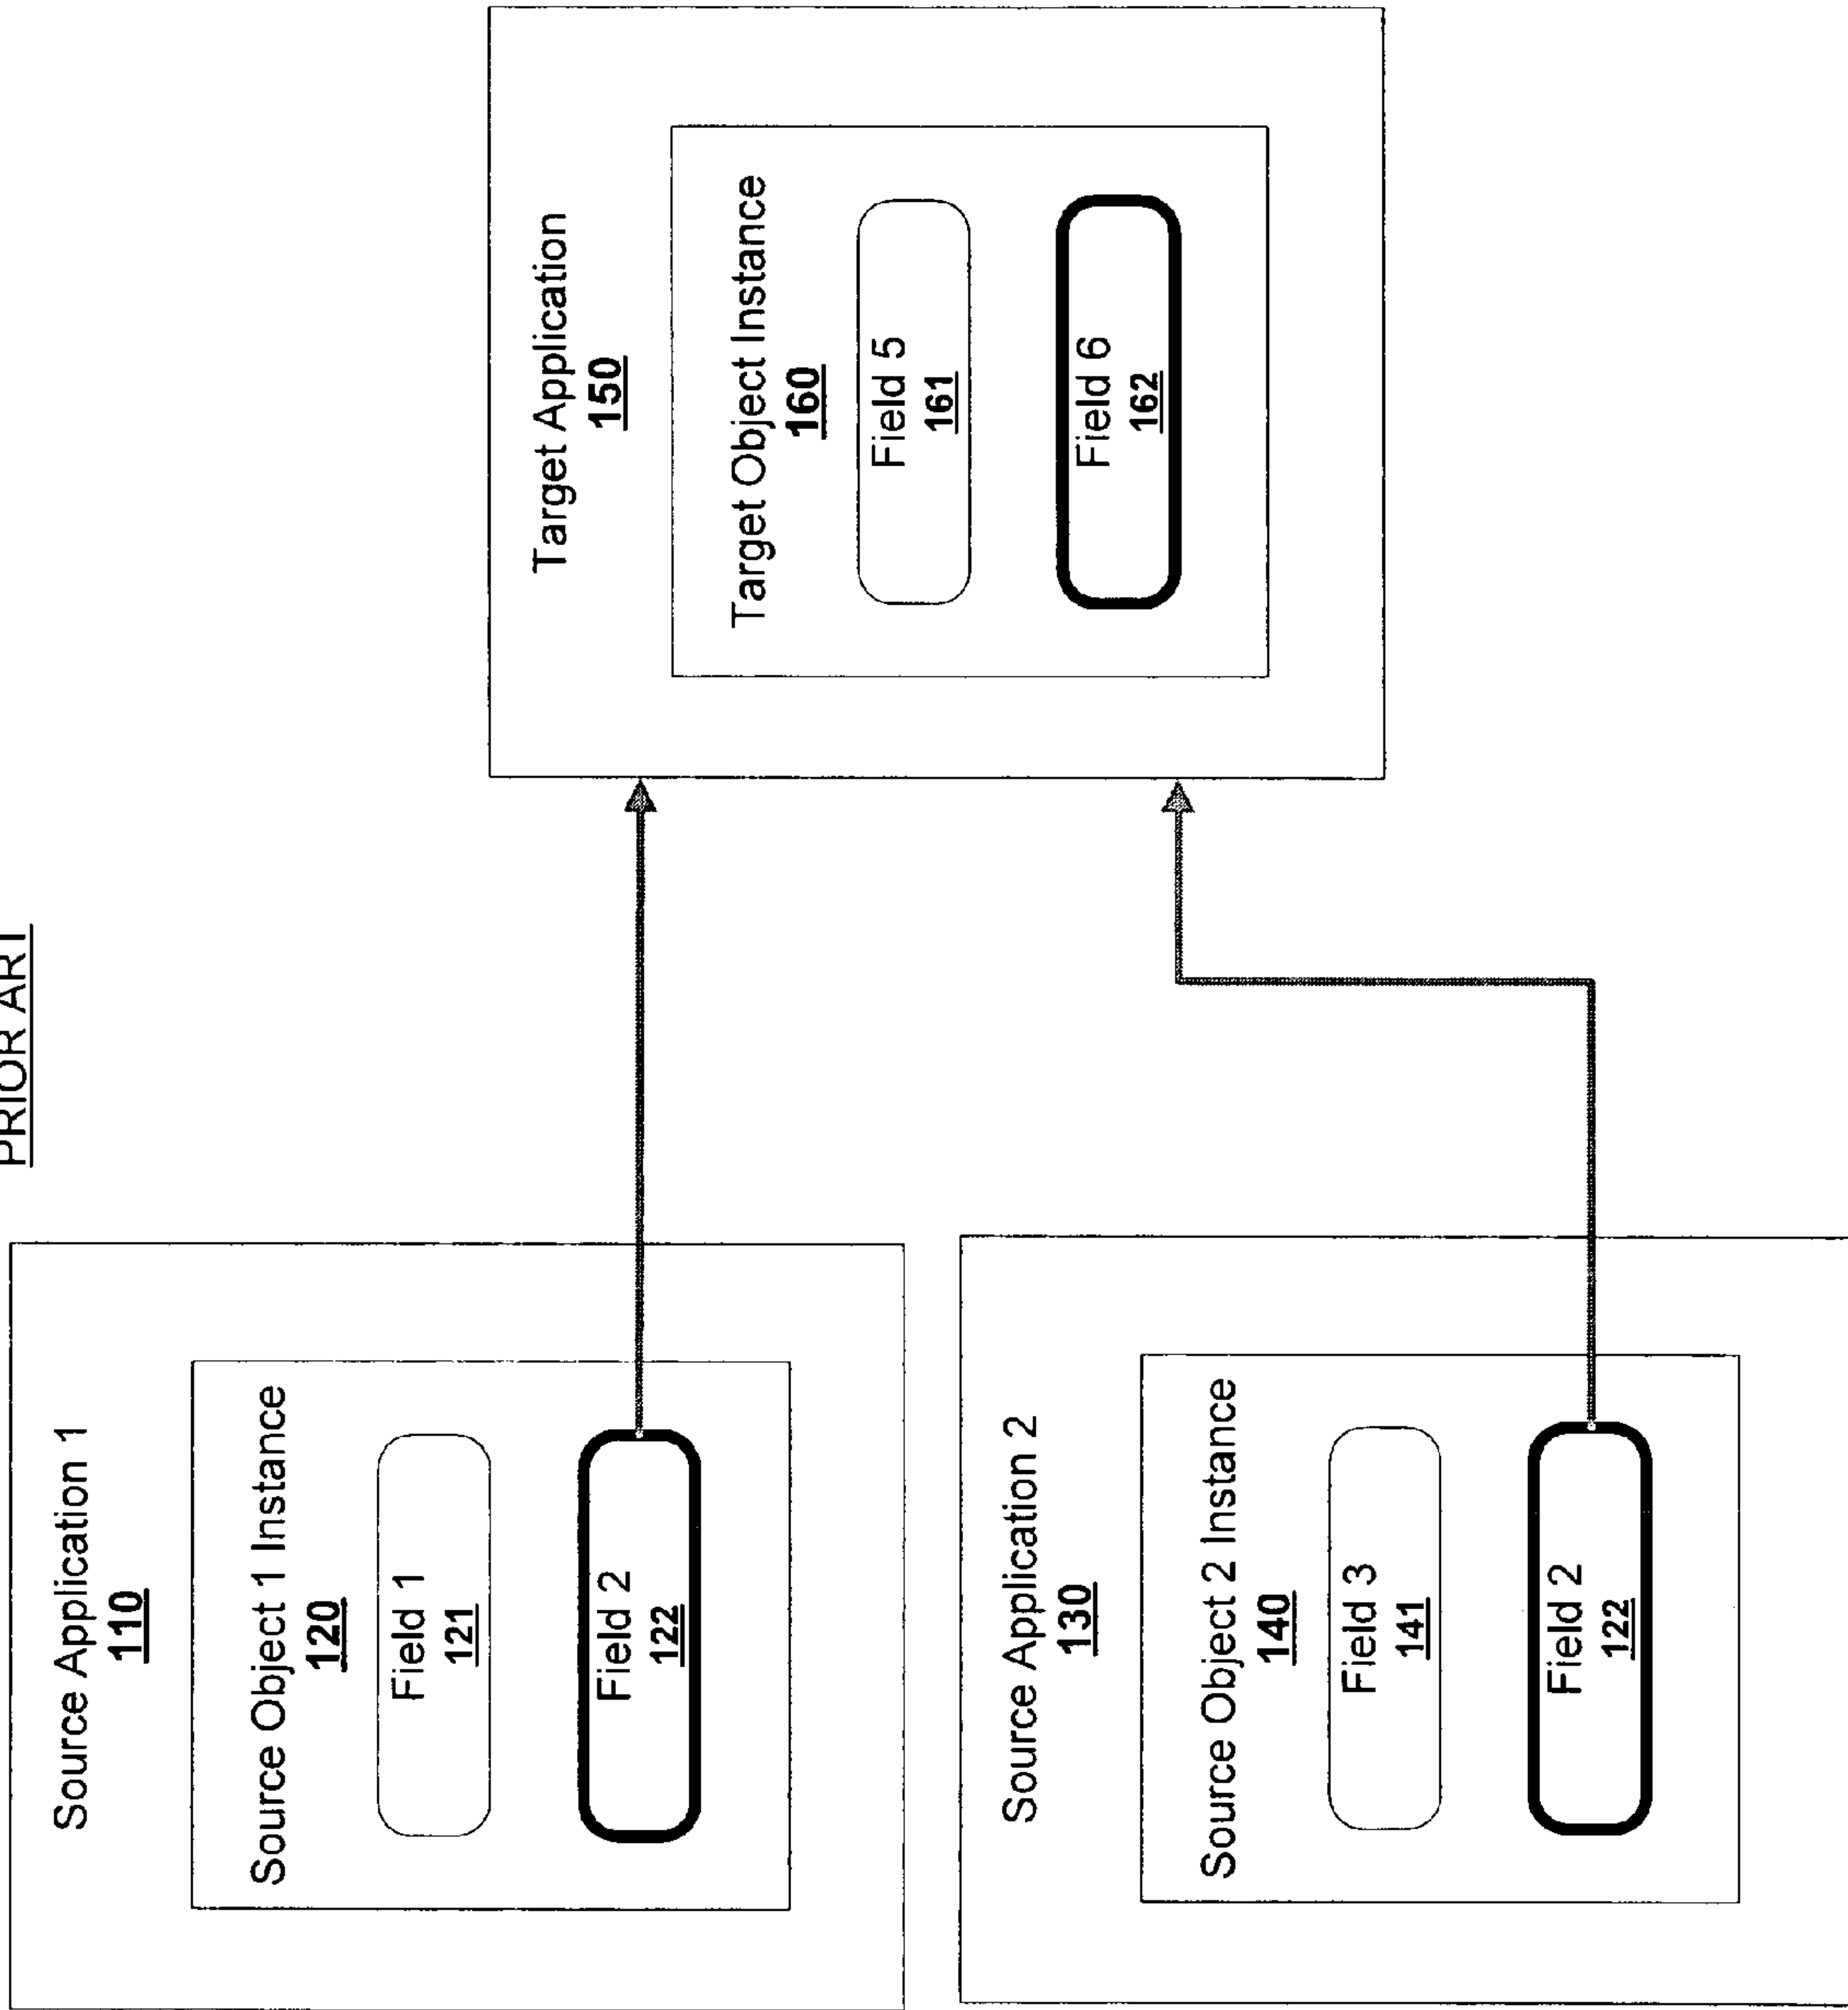 PRIOR ART
Source Application 1
110
Source Object 1 Instance
120
Field 1
121
Field 2
122
Source Application 2
130
Source Object 2 Instance
140
Field 3
141
Field 2
122
Target Application
150
Target Object Instance
160
Field 5
161
Field 6
162